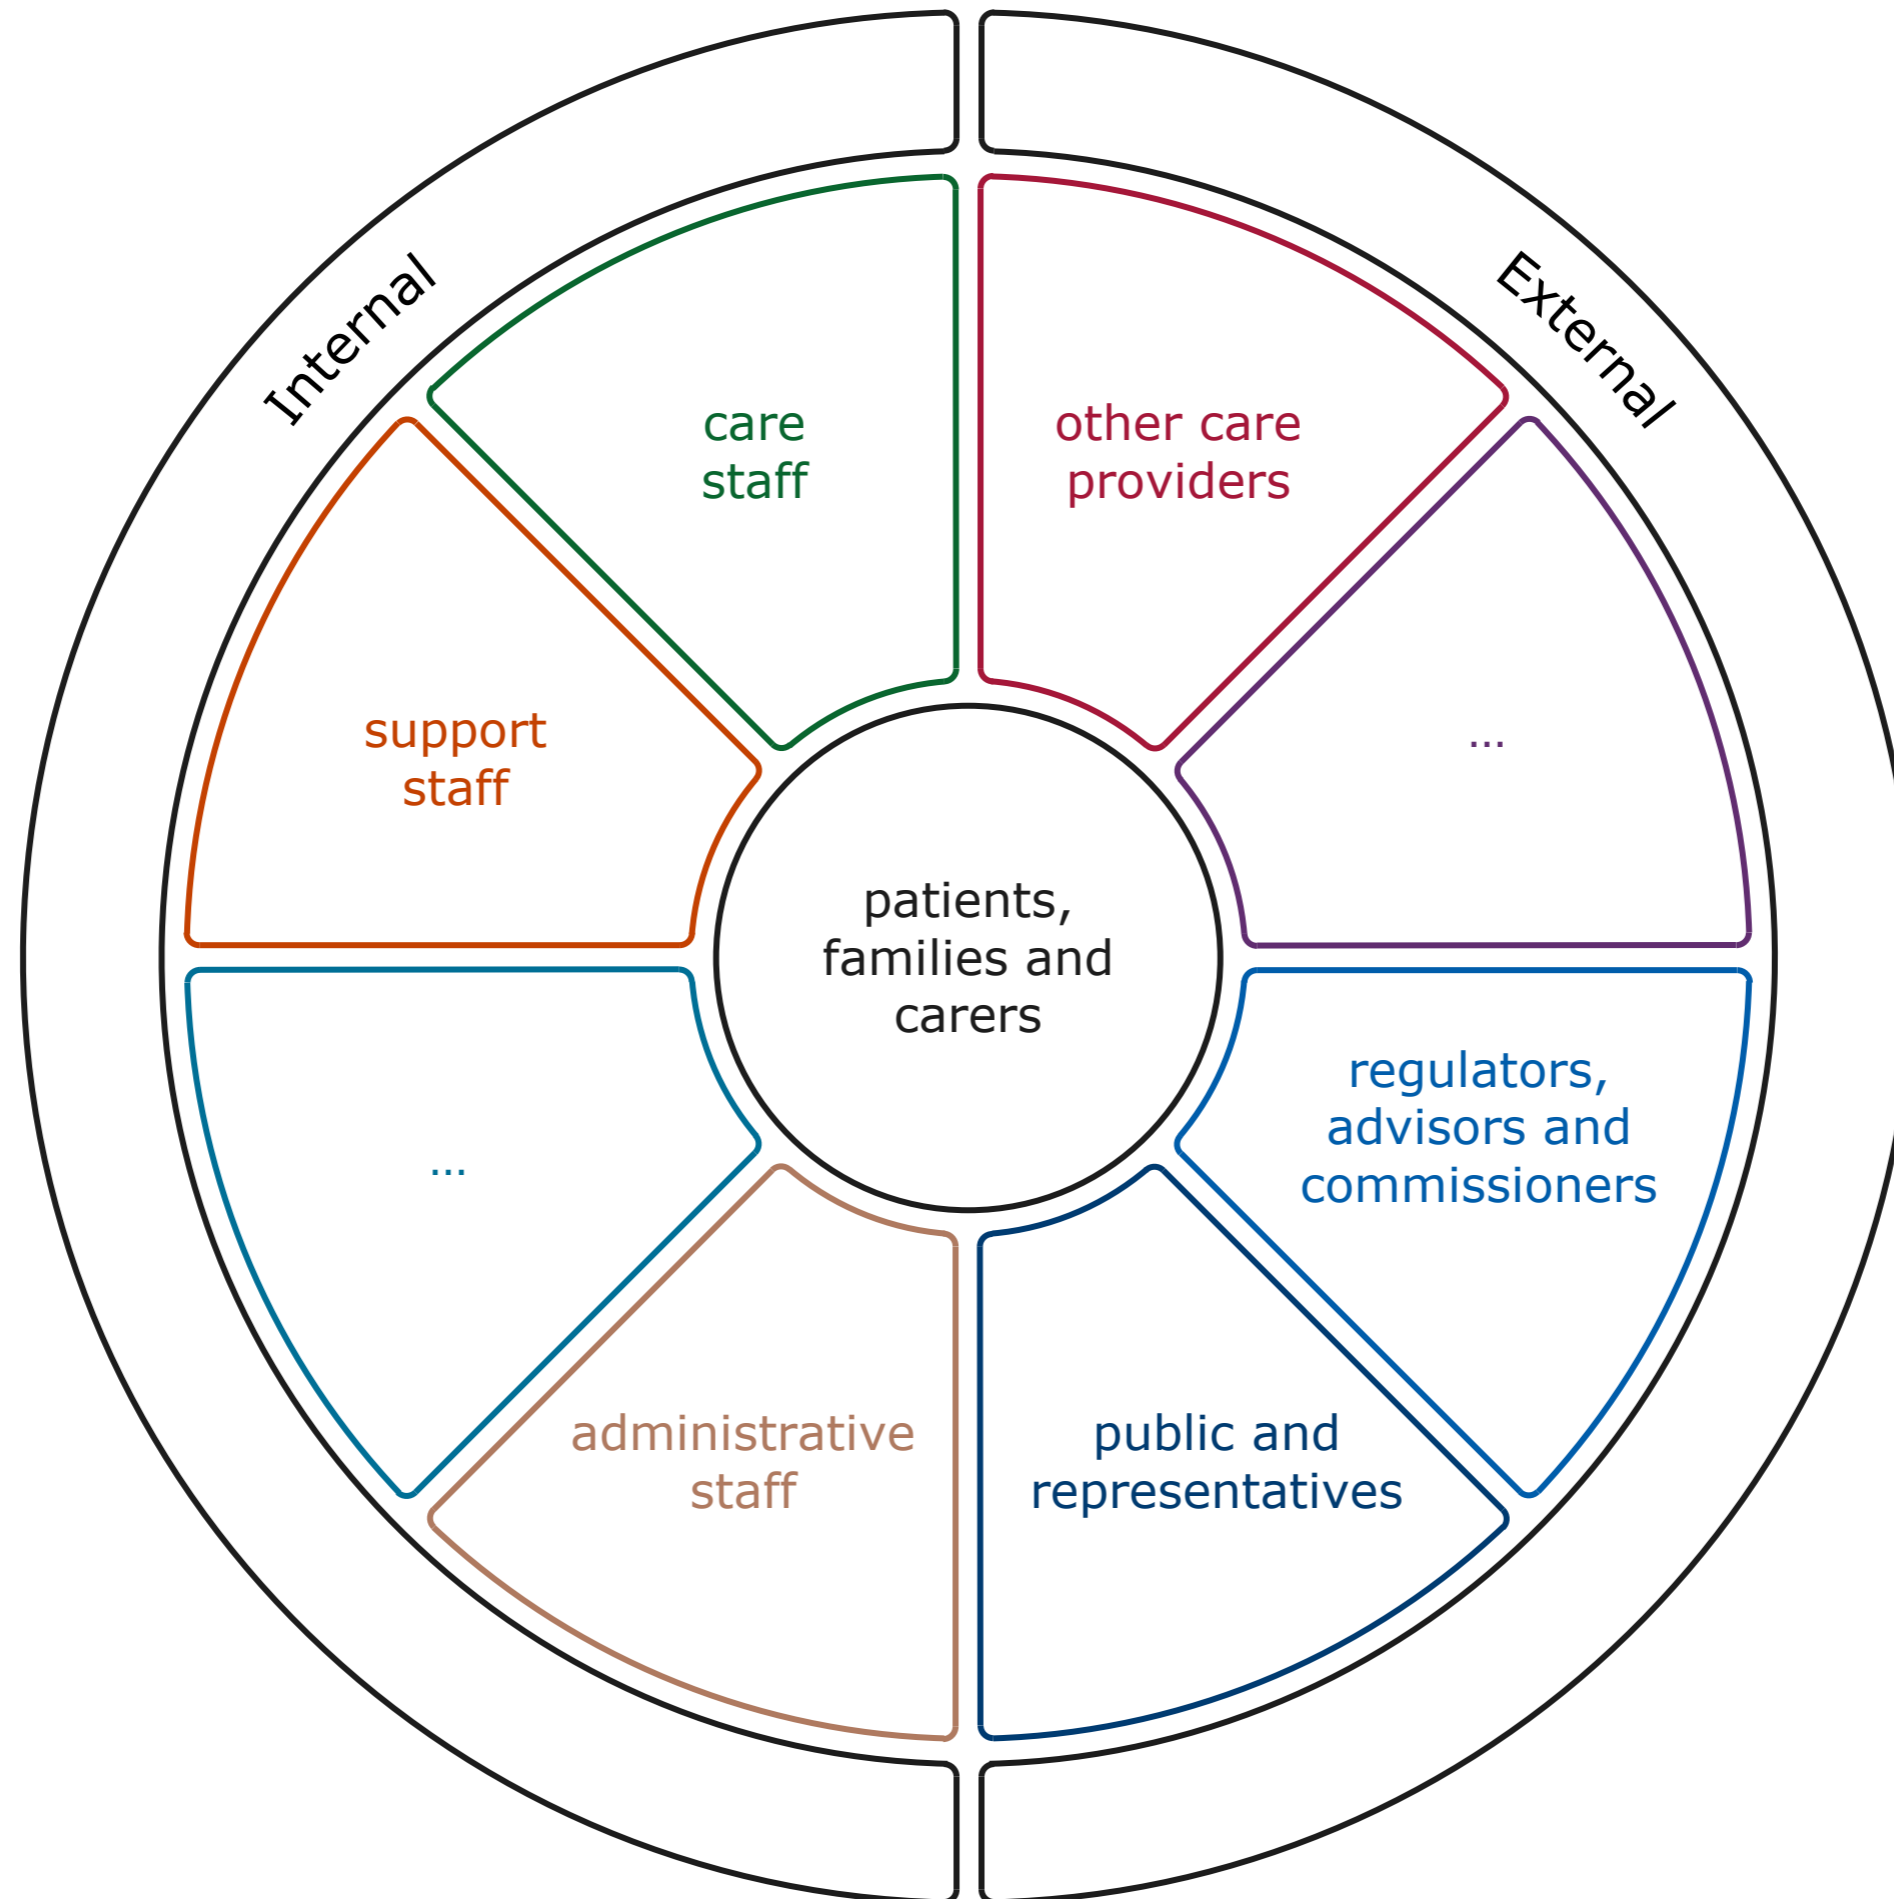 Internal
External
care
staff
other care
providers
support
staff
...
patients,
families and
carers
...
regulators,
advisors and
commissioners
administrative
staff
public and
representatives